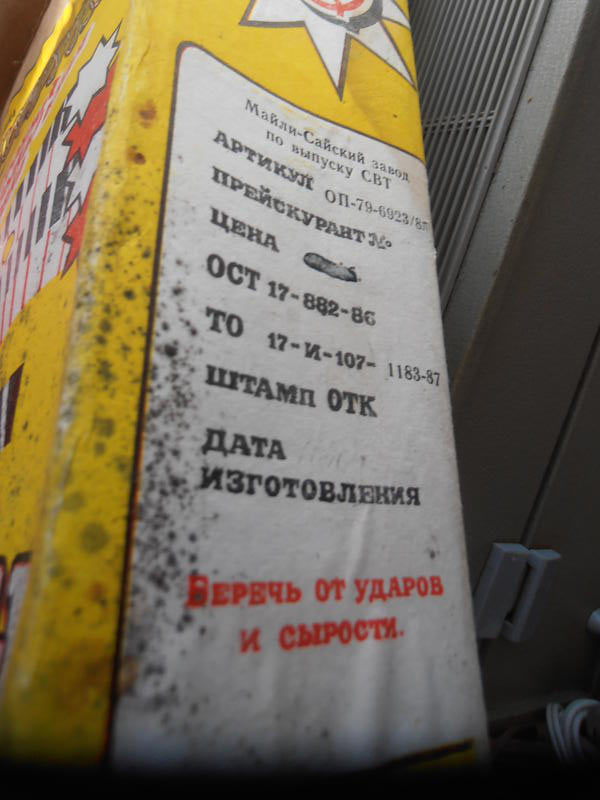 Майли-Сайский завод
по выпуску СВТ
АРТИКУЛ ОП-79-6923/8
ПРЕЙСКУРАНТ №
ЦЕНА
ОСТ 17-882-86
ТО 17-И-107- 1183-87
ШТАМП ОТК
ДАТА
ИЗГОТОВЛЕНИЯ
БЕРЕЧЬ ОТ УДАРОВ
И СЫРОСТИ.